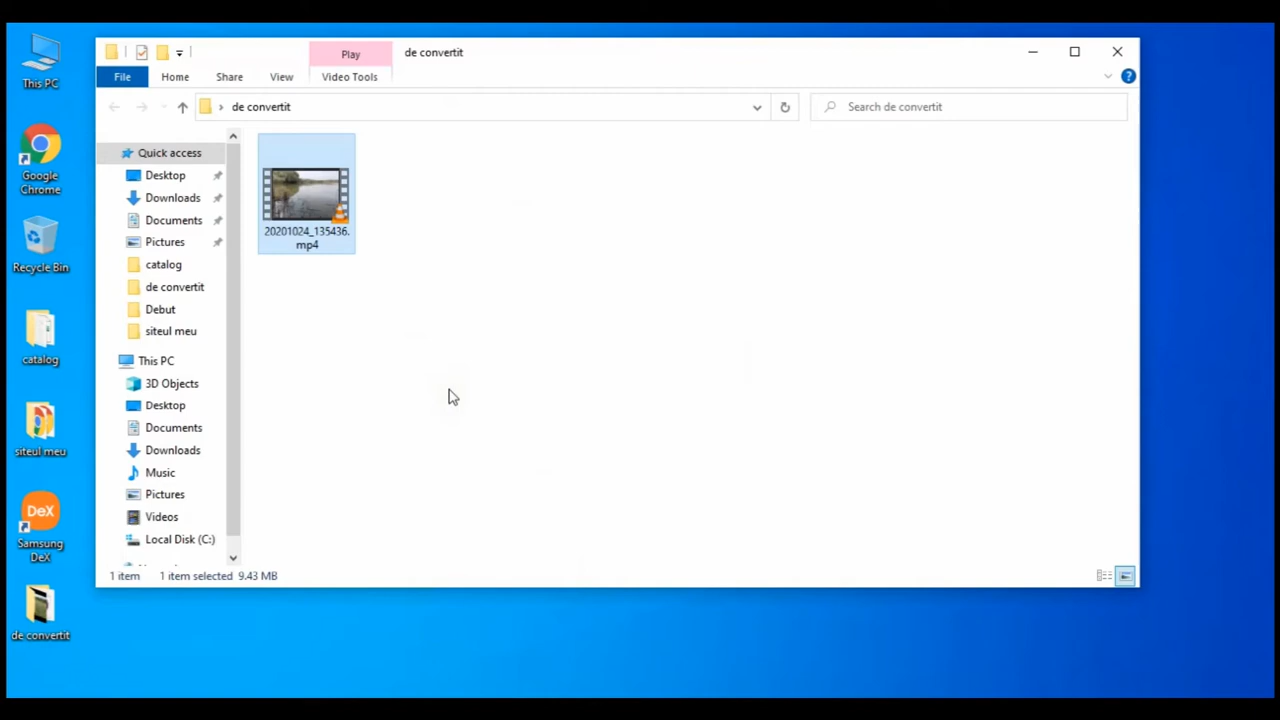 This PC
Google
Chrome
Recycle Bin
catalog
siteul meu
DeX
Samsung
DeX
de convertit
Play
de convertit
File
Home
Share
View
Video Tools
de convertit
Search de convertit
Quick access
Desktop
Downloads
Documents
Pictures
catalog
de convertit
Debut
siteul meu
This PC
3D Objects
Desktop
Documents
Downloads
Music
Pictures
Videos
Local Disk (C:)
20201024_135436.
mp4
1 item
1 item selected 9.43 MB